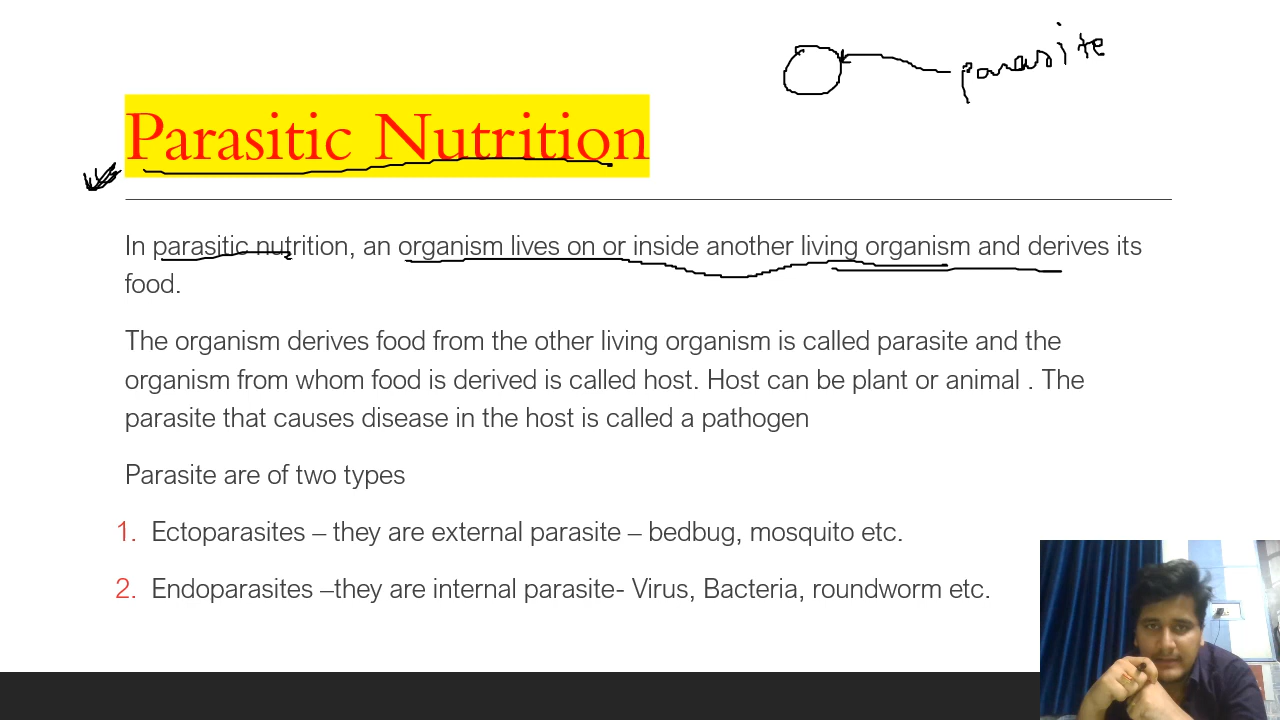 parasite
Parasitic Nutrition
In parasitic nutrition, an organism lives on or inside another living organism and derives its
food.
The organism derives food from the other living organism is called parasite and the
organism from whom food is derived is called host. Host can be plant or animal . The
parasite that causes disease in the host is called a pathogen
Parasite are of two types
1. Ectoparasites – they are external parasite – bedbug, mosquito etc.
2. Endoparasites –they are internal parasite- Virus, Bacteria, roundworm etc.